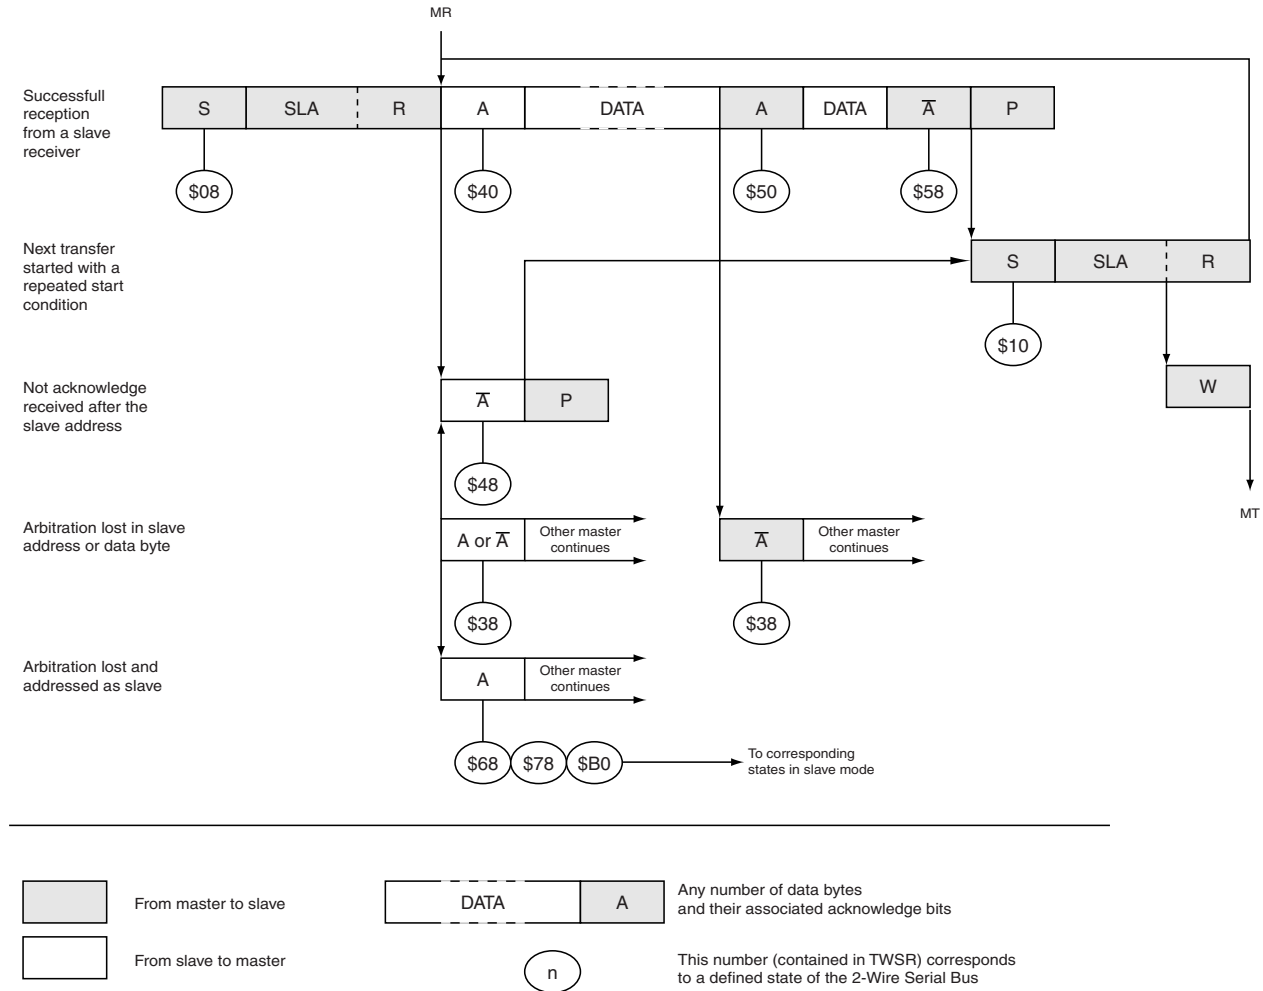 MR
Successfull
reception
from a slave
receiver
S SLA R A DATA A DATA A̅ P
$08 $40 $50 $58
Next transfer
started with a
repeated start
condition
S SLA R
$10
Not acknowledge
received after the
slave address
A̅ P
W
$48
MT
Arbitration lost in slave
address or data byte
A or A̅
Other master
continues
A̅
Other master
continues
$38 $38
Arbitration lost and
addressed as slave
A
Other master
continues
$68 $78 $B0
To corresponding
states in slave mode
From master to slave
DATA A
Any number of data bytes
and their associated acknowledge bits
From slave to master
n
This number (contained in TWSR) corresponds
to a defined state of the 2-Wire Serial Bus